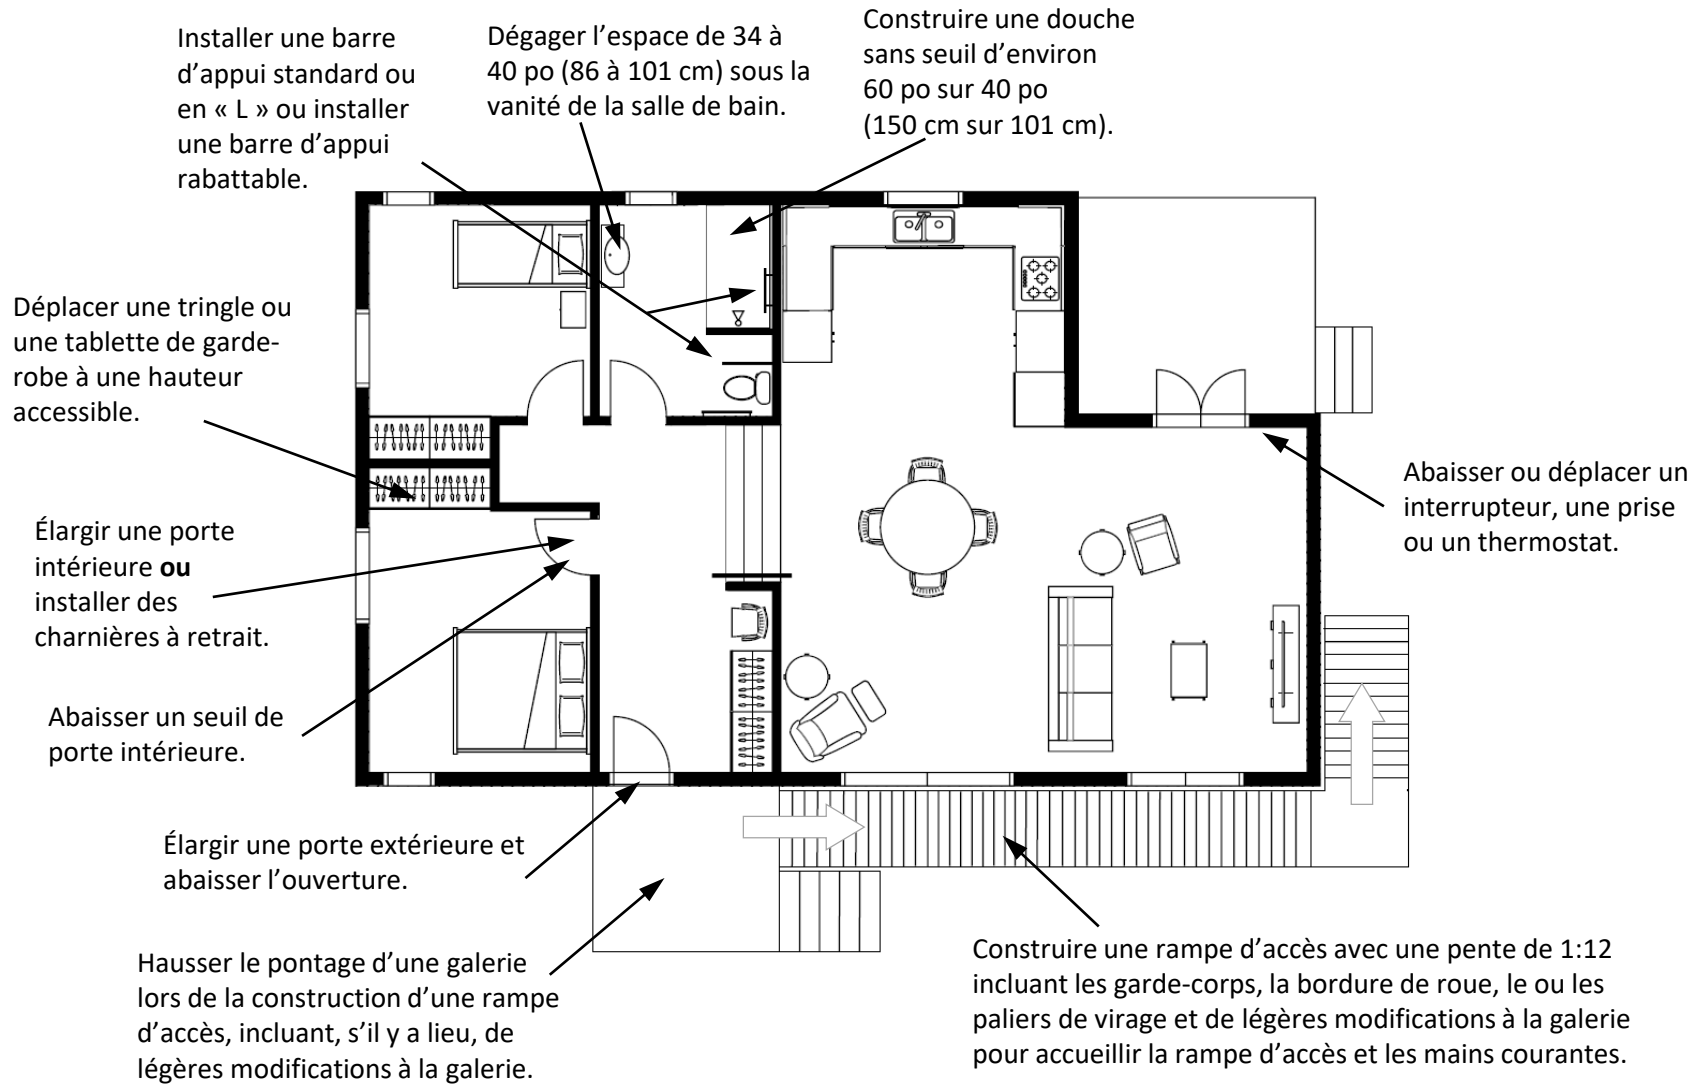 Installer une barre
d’appui standard ou
en « L » ou installer
une barre d’appui
rabattable.
Dégager l’espace de 34 à
40 po (86 à 101 cm) sous la
vanité de la salle de bain.
Construire une douche
sans seuil d’environ
60 po sur 40 po
(150 cm sur 101 cm).
Déplacer une tringle ou
une tablette de garde-
robe à une hauteur
accessible.
Abaisser ou déplacer un
interrupteur, une prise
ou un thermostat.
Élargir une porte
intérieure ou
installer des
charnières à retrait.
Abaisser un seuil de
porte intérieure.
Élargir une porte extérieure et
abaisser l’ouverture.
Hausser le pontage d’une galerie
lors de la construction d’une rampe
d’accès, incluant, s’il y a lieu, de
légères modifications à la galerie.
Construire une rampe d’accès avec une pente de 1:12
incluant les garde-corps, la bordure de roue, le ou les
paliers de virage et de légères modifications à la galerie
pour accueillir la rampe d’accès et les mains courantes.